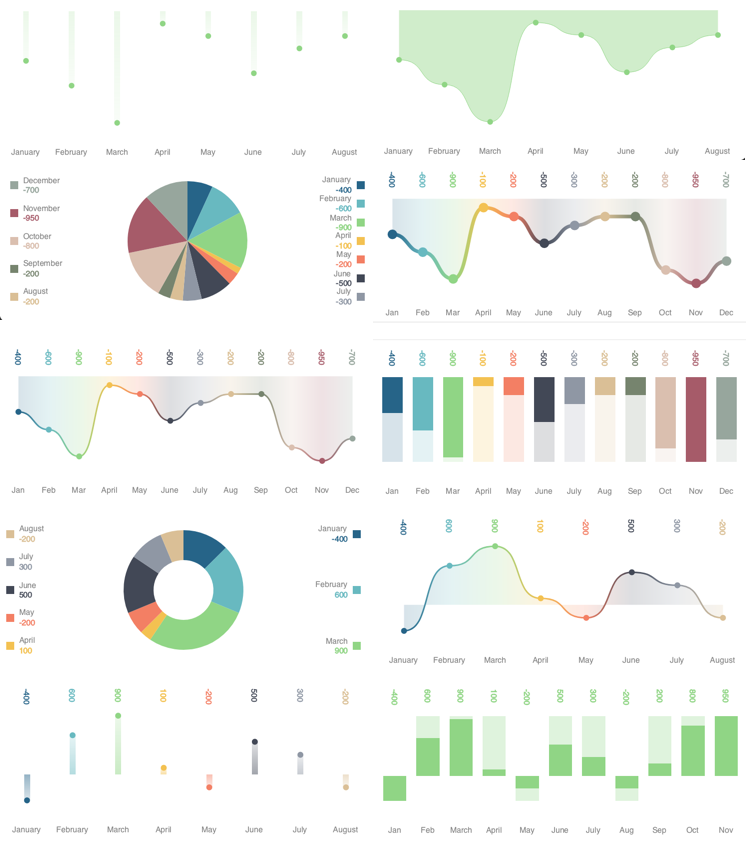 January February March April May June July August
January February March April May June July August
December
-700
November
-950
October
-800
September
-200
August
-200
January
-400
February
-600
March
-900
April
-100
May
-200
June
-500
July
-300
-400 -600 -900 -100 -200 -500 -300 -200 -200 -800 -950 -700
Jan Feb Mar April May June July Aug Sep Oct Nov Dec
-400 -600 -900 -100 -200 -500 -300 -200 -200 -800 -950 -700
Jan Feb Mar April May June July Aug Sep Oct Nov Dec
-400 -600 -900 -100 -200 -500 -300 -200 -200 -800 -950 -700
Jan Feb Mar April May June July Aug Sep Oct Nov Dec
August
-200
July
300
June
500
May
-200
April
100
January
-400
February
600
March
900
-400 600 900 100 -200 500 300 -200
January February March April May June July August
-400 600 900 100 -200 500 300 -200
January February March April May June July August
-400 600 900 100 -200 500 300 -200 200 800 950
Jan Feb Mar April May June July Aug Sep Oct Nov